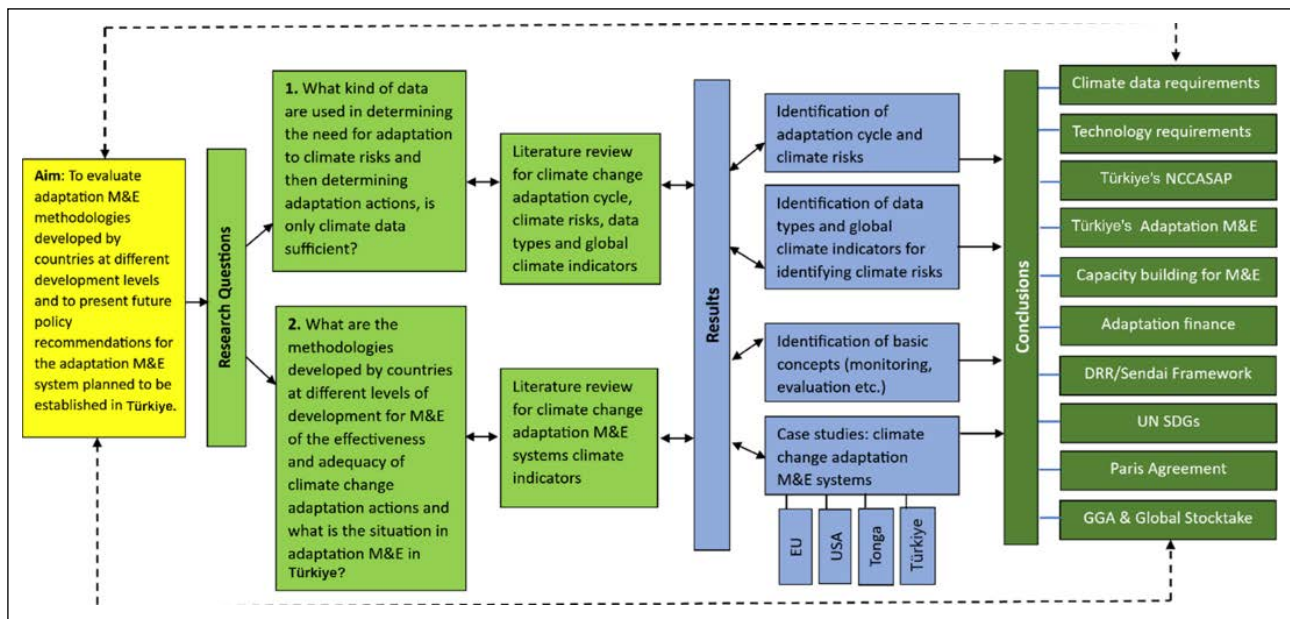 Aim: To evaluate
adaptation M&E
methodologies
developed by
countries at different
development levels
and to present future
policy
recommendations for
the adaptation M&E
system planned to be
established in Türkiye.
Research Questions
1. What kind of data
are used in determining
the need for adaptation
to climate risks and
then determining
adaptation actions, is
only climate data
sufficient?
2. What are the
methodologies
developed by countries
at different levels of
development for M&E
of the effectiveness
and adequacy of
climate change
adaptation actions and
what is the situation in
adaptation M&E in
Türkiye?
Literature review
for climate change
adaptation cycle,
climate risks, data
types and global
climate indicators
Literature review
for climate change
adaptation M&E
systems climate
indicators
Results
Identification of
adaptation cycle and
climate risks
Identification of data
types and global
climate indicators for
identifying climate risks
Identification of basic
concepts (monitoring,
evaluation etc.)
Case studies: climate
change adaptation
M&E systems
EU
USA
Tonga
Türkiye
Conclusions
Climate data requirements
Technology requirements
Türkiye's NCCASAP
Türkiye's Adaptation M&E
Capacity building for M&E
Adaptation finance
DRR/Sendai Framework
UN SDGs
Paris Agreement
GGA & Global Stocktake